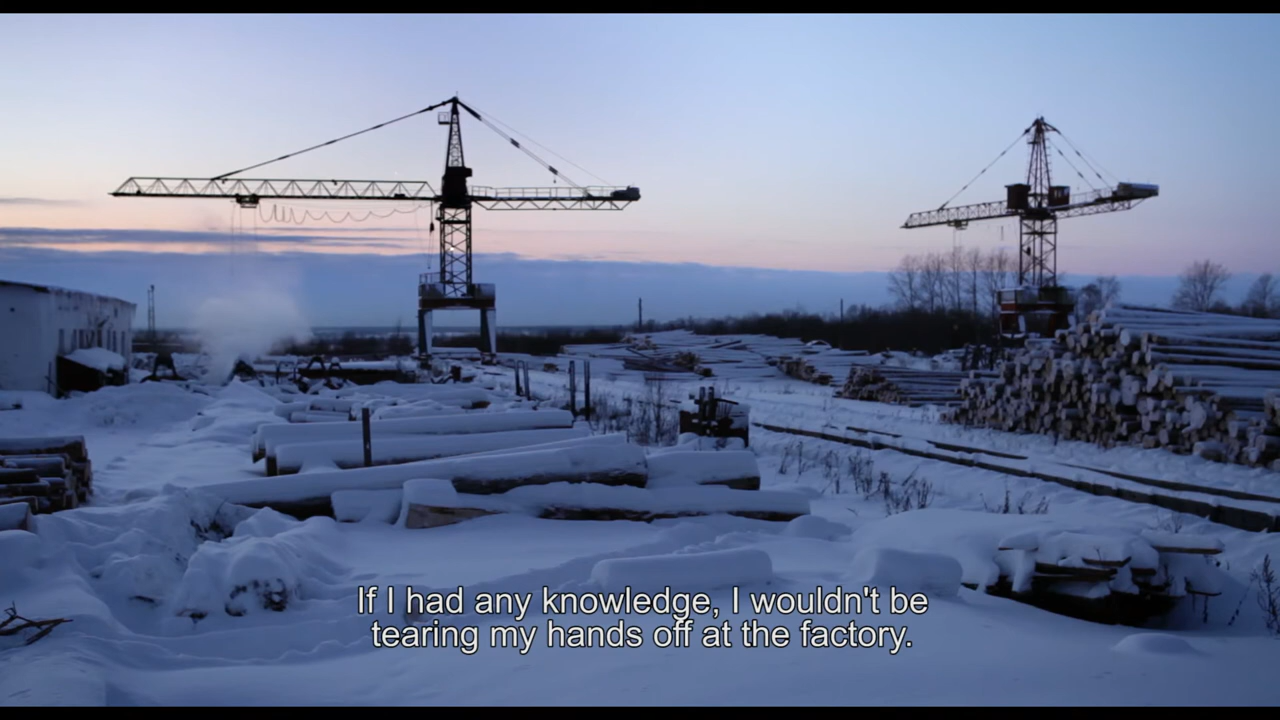 If I had any knowledge, I wouldn't be
tearing my hands off at the factory.